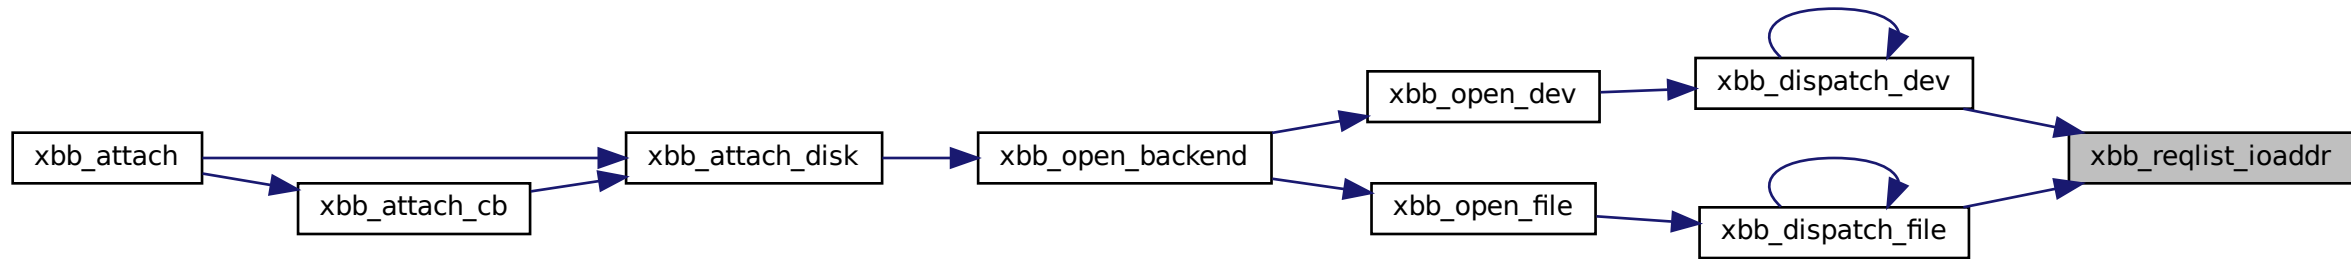 xbb_attach
xbb_attach_cb
xbb_attach_disk
xbb_open_backend
xbb_open_dev
xbb_open_file
xbb_dispatch_dev
xbb_dispatch_file
xbb_reqlist_ioaddr